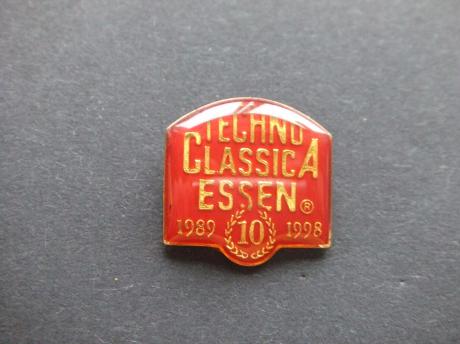 TECHNO
CLASSICA
ESSEN ®
1989 10 1998